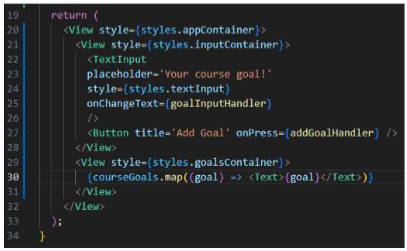 19 return (
20 <View style={styles.appContainer}>
21 <View style={styles.inputContainer}>
22 <TextInput
23 placeholder='Your course goal!'
24 style={styles.textInput}
25 onChangeText={goalInputHandler}
26 />
27 <Button title='Add Goal' onPress={addGoalHandler} />
28 </View>
29 <View style={styles.goalsContainer}>
30 {courseGoals.map((goal) => <Text>{goal}</Text>)}
31 </View>
32 </View>
33 );
34 }